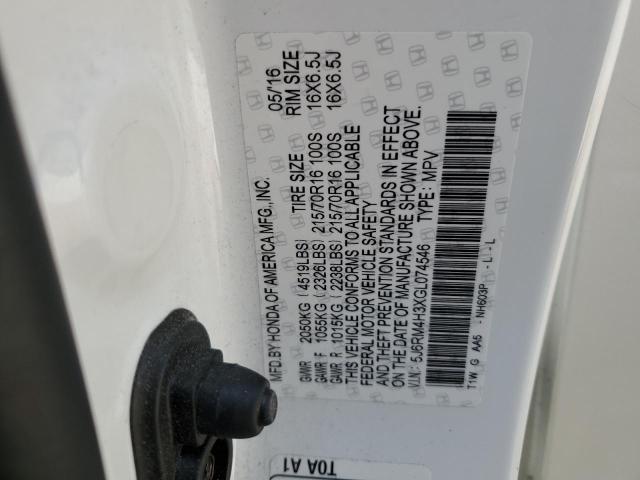 MFD.BY HONDA OF AMERICA MFG., INC. 05/'16
TIRE SIZE RIM SIZE
GVWR 2050KG (4519LBS)
GAWR F 1055KG (2326LBS) 215/70R16 100S 16X6.5J
GAWR R 1015KG (2238LBS) 215/70R16 100S 16X6.5J
THIS VEHICLE CONFORMS TO ALL APPLICABLE
FEDERAL MOTOR VEHICLE SAFETY
AND THEFT PREVENTION STANDARDS IN EFFECT
ON THE DATE OF MANUFACTURE SHOWN ABOVE.
V.I.N.: 5J6RM4H3XGL074546 TYPE: MPV
T1W G AA5 - NH603P - L - L
T0A A1